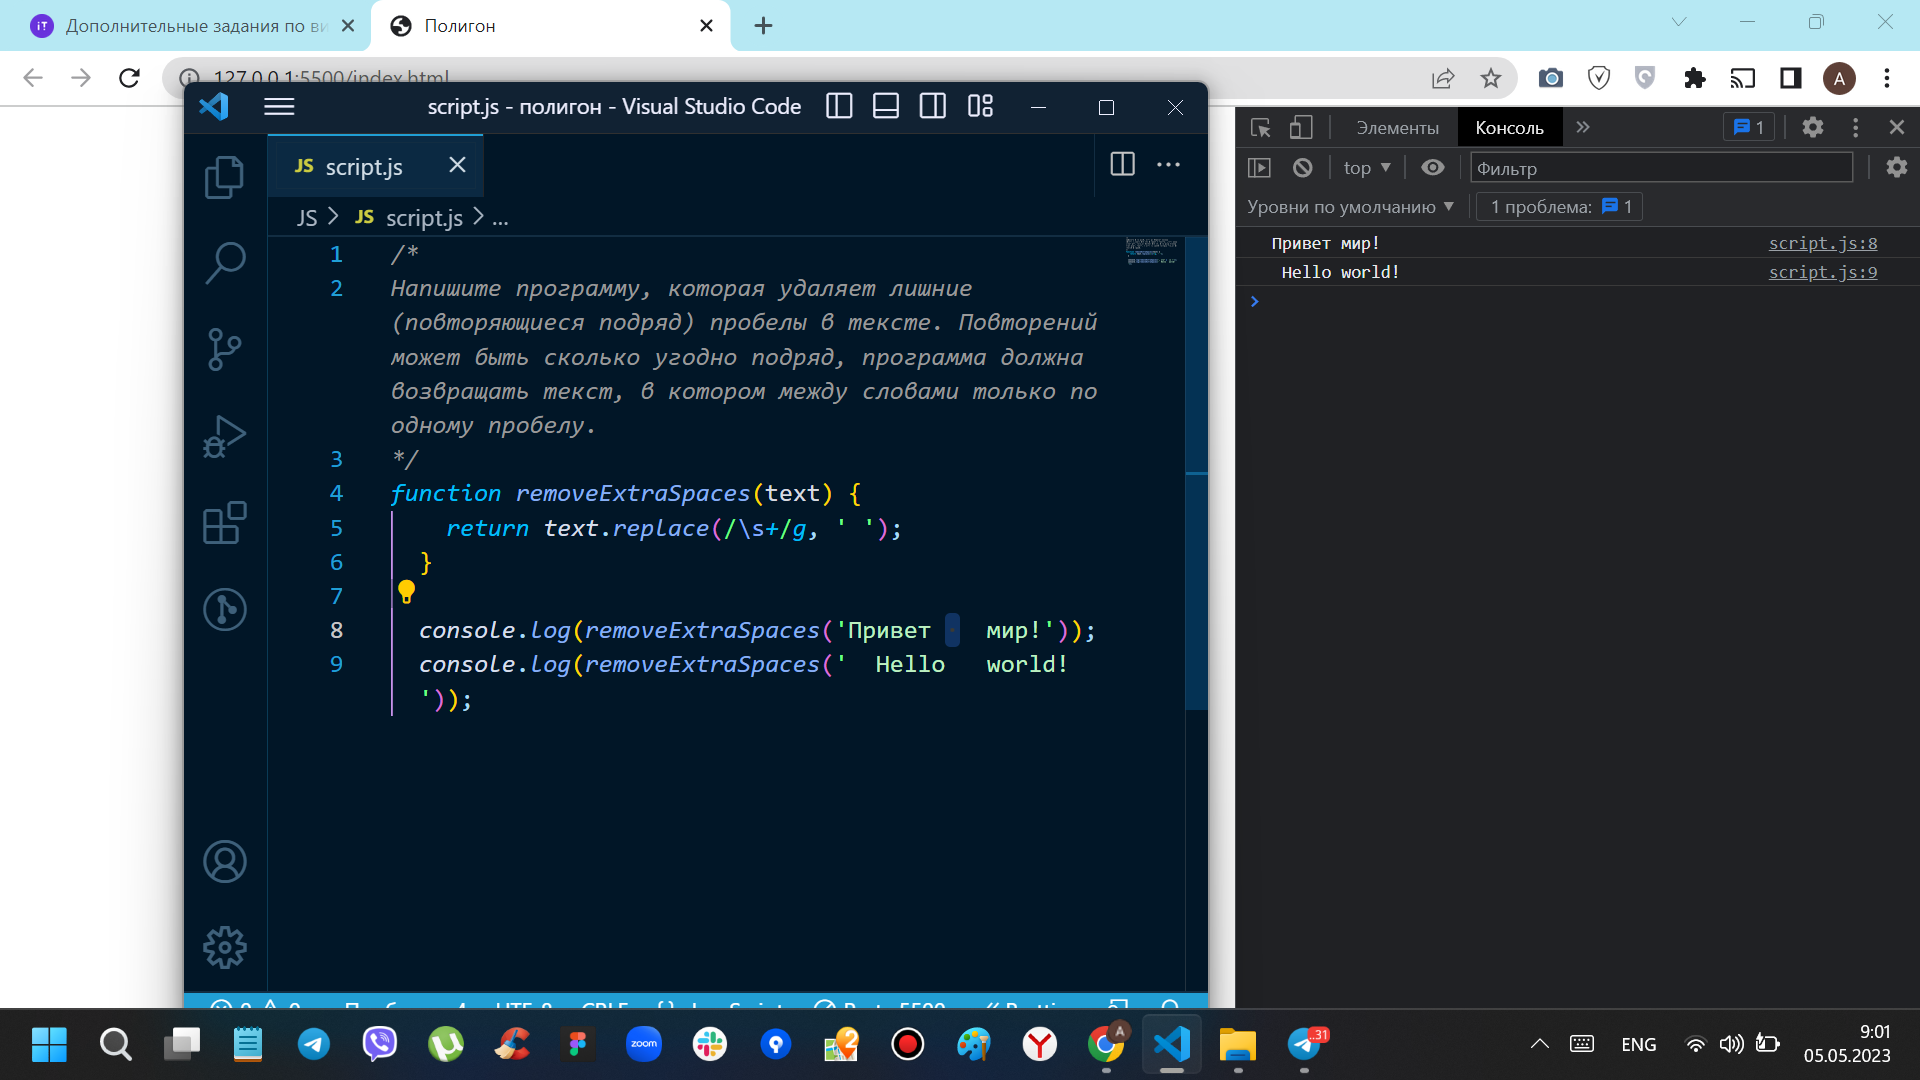 Дополнительные задания по ви
Полигон
127.0.0.1:5500/index.html
A
script.js - полигон - Visual Studio Code
JS script.js
JS > JS script.js > ...
1 /*
2 Напишите программу, которая удаляет лишние
(повторяющиеся подряд) пробелы в тексте. Повторений
может быть сколько угодно подряд, программа должна
возвращать текст, в котором между словами только по
одному пробелу.
3 */
4 function removeExtraSpaces(text) {
5 return text.replace(/\s+/g, ' ');
6 }
7
8 console.log(removeExtraSpaces('Привет    мир!'));
9 console.log(removeExtraSpaces('  Hello   world!
'));
Элементы
Консоль
1
top
Фильтр
Уровни по умолчанию
1 проблема: 1
Привет мир! script.js:8
Hello world! script.js:9
zoom
2
A
31
ENG
9:01
05.05.2023